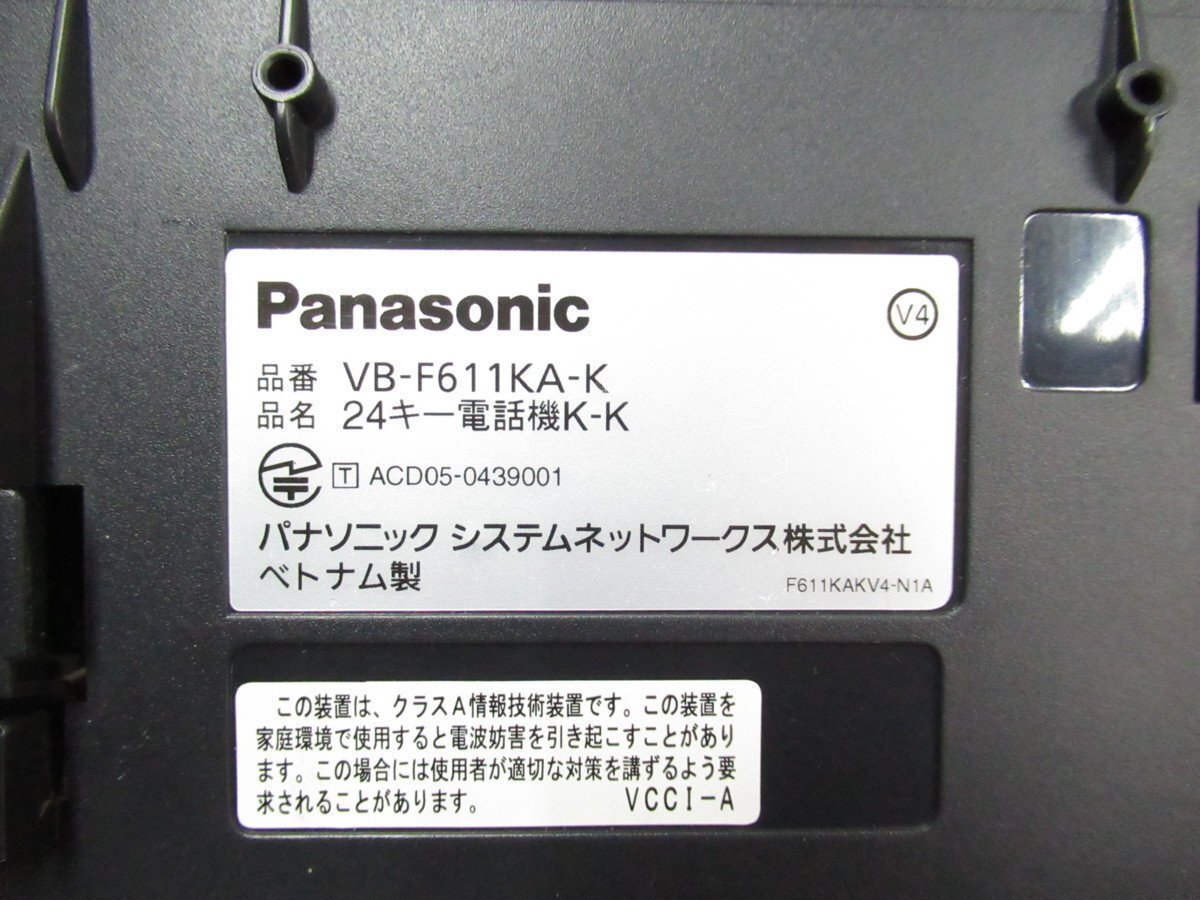 Panasonic
V4
品番 VB-F611KA-K
品名 24キー電話機K-K
T ACD05-0439001
パナソニック システムネットワークス株式会社
ベトナム製
F611KAKV4-N1A
この装置は、クラスA情報技術装置です。この装置を
家庭環境で使用すると電波妨害を引き起こすことがあり
ます。この場合には使用者が適切な対策を講ずるよう要
求されることがあります。 VCCI-A